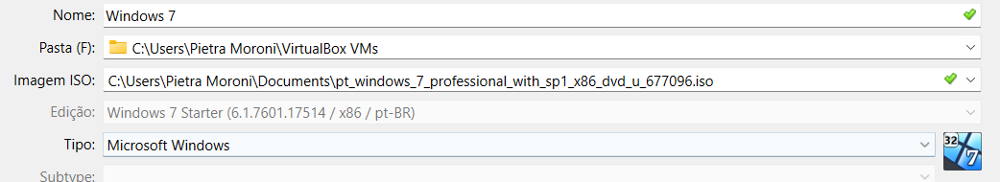 Nome: Windows 7
Pasta (F): C:\Users\Pietra Moroni\VirtualBox VMs
Imagem ISO: C:\Users\Pietra Moroni\Documents\pt_windows_7_professional_with_sp1_x86_dvd_u_677096.iso
Edição: Windows 7 Starter (6.1.7601.17514 / x86 / pt-BR)
Tipo: Microsoft Windows 32 7
Subtype: